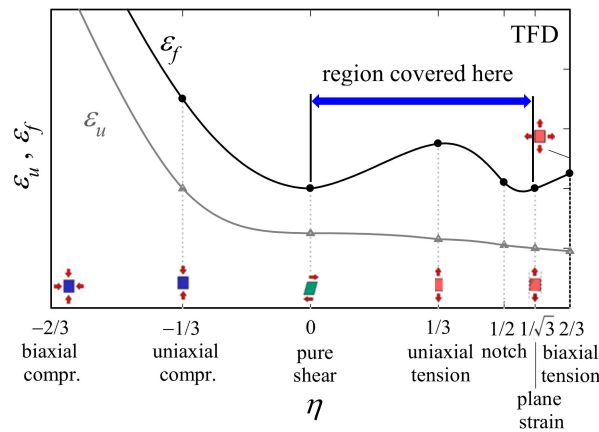 TFD
ε_f
region covered here
ε_u
ε_u , ε_f
−2/3 −1/3 0 1/3 1/2 1/√3 2/3
biaxial compr.
uniaxial compr.
pure shear
uniaxial tension
notch
plane strain
biaxial tension
η